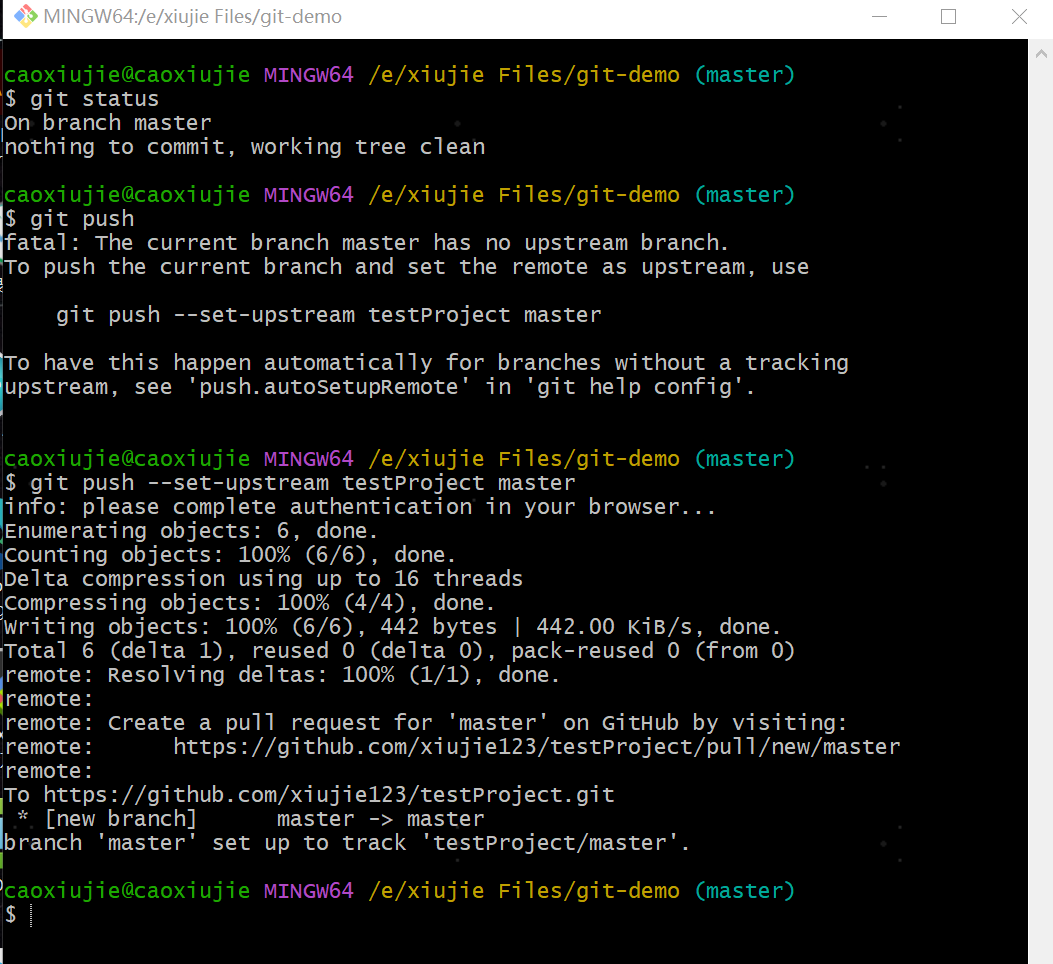 MINGW64:/e/xiujie Files/git-demo
caoxiujie@caoxiujie MINGW64 /e/xiujie Files/git-demo (master)
$ git status
On branch master
nothing to commit, working tree clean
caoxiujie@caoxiujie MINGW64 /e/xiujie Files/git-demo (master)
$ git push
fatal: The current branch master has no upstream branch.
To push the current branch and set the remote as upstream, use
git push --set-upstream testProject master
To have this happen automatically for branches without a tracking
upstream, see 'push.autoSetupRemote' in 'git help config'.
caoxiujie@caoxiujie MINGW64 /e/xiujie Files/git-demo (master)
$ git push --set-upstream testProject master
info: please complete authentication in your browser...
Enumerating objects: 6, done.
Counting objects: 100% (6/6), done.
Delta compression using up to 16 threads
Compressing objects: 100% (4/4), done.
Writing objects: 100% (6/6), 442 bytes | 442.00 KiB/s, done.
Total 6 (delta 1), reused 0 (delta 0), pack-reused 0 (from 0)
remote: Resolving deltas: 100% (1/1), done.
remote:
remote: Create a pull request for 'master' on GitHub by visiting:
remote:      https://github.com/xiujie123/testProject/pull/new/master
remote:
To https://github.com/xiujie123/testProject.git
 * [new branch]      master -> master
branch 'master' set up to track 'testProject/master'.
caoxiujie@caoxiujie MINGW64 /e/xiujie Files/git-demo (master)
$